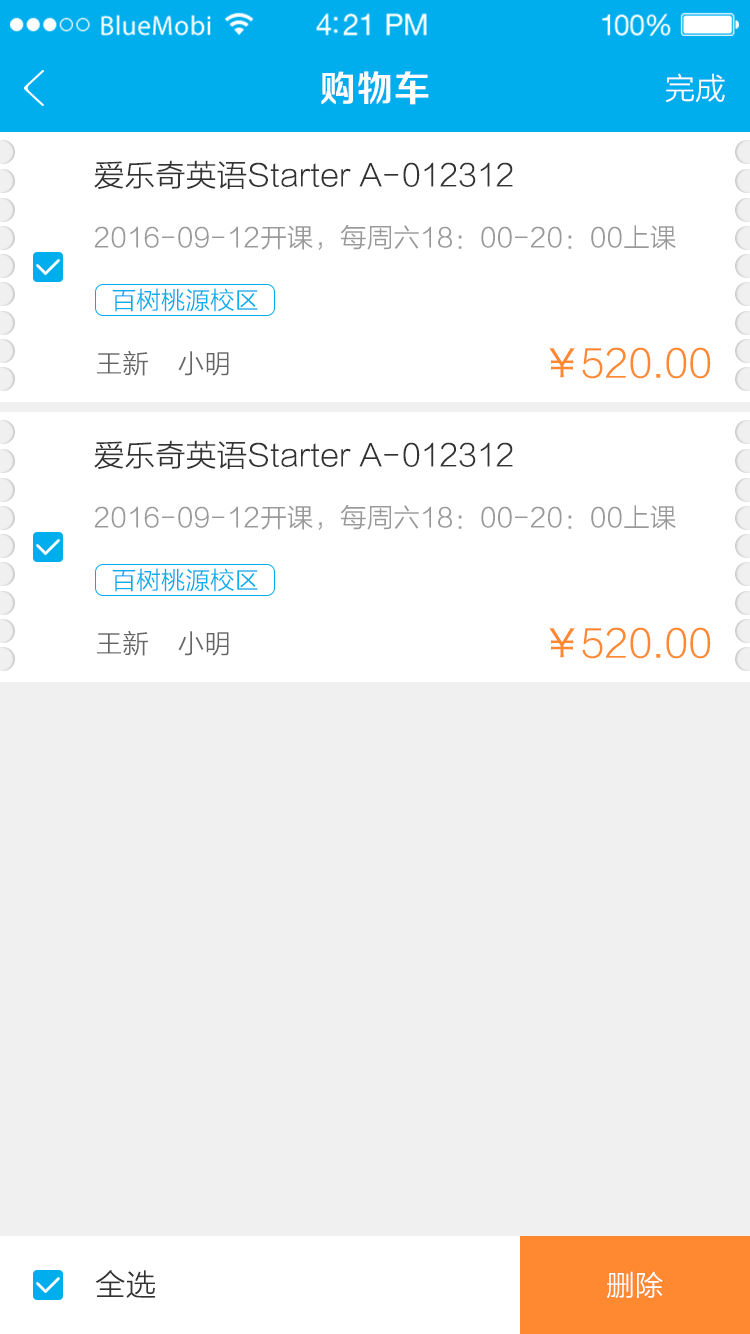 BlueMobi 4:21 PM 100%
购物车 完成
爱乐奇英语Starter A-012312
2016-09-12开课，每周六18：00-20：00上课
百树桃源校区
王新 小明 ￥520.00
爱乐奇英语Starter A-012312
2016-09-12开课，每周六18：00-20：00上课
百树桃源校区
王新 小明 ￥520.00
全选 删除